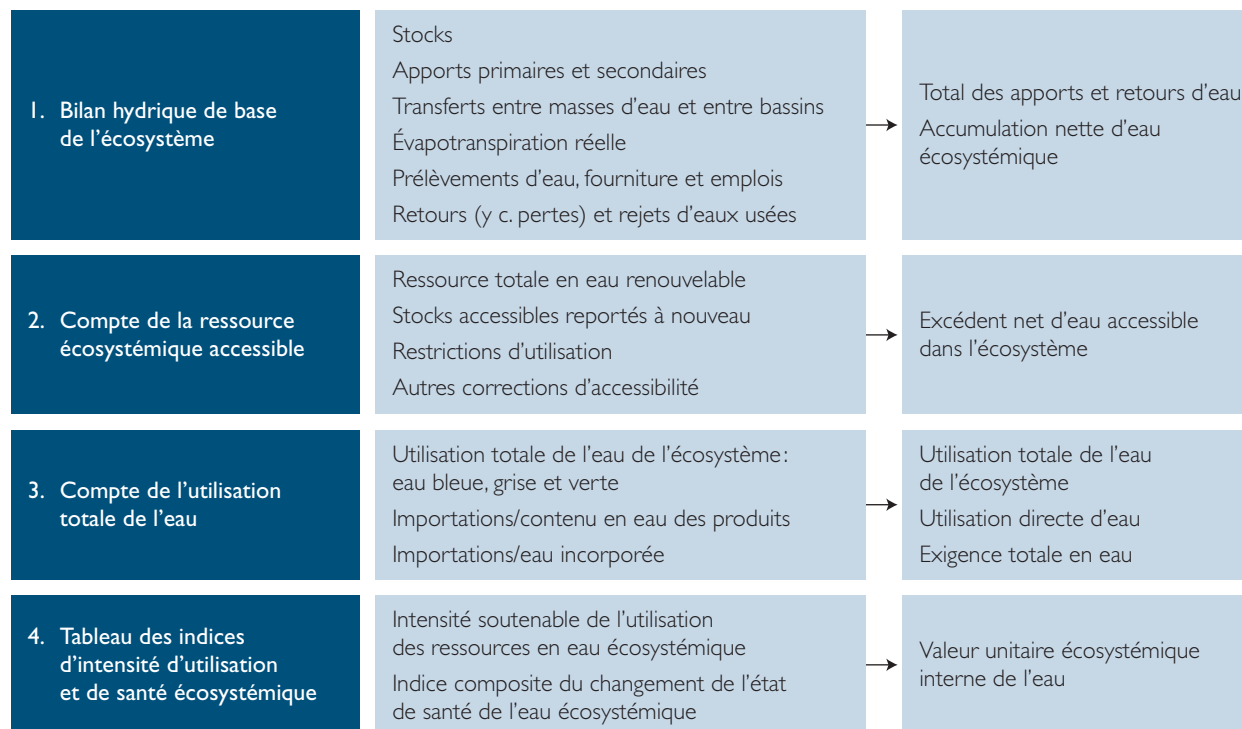 1. Bilan hydrique de base
de l'écosystème
Stocks
Apports primaires et secondaires
Transferts entre masses d'eau et entre bassins
Évapotranspiration réelle
Prélèvements d'eau, fourniture et emplois
Retours (y c. pertes) et rejets d'eaux usées
Total des apports et retours d'eau
Accumulation nette d'eau
écosystémique
2. Compte de la ressource
écosystémique accessible
Ressource totale en eau renouvelable
Stocks accessibles reportés à nouveau
Restrictions d'utilisation
Autres corrections d'accessibilité
Excédent net d'eau accessible
dans l'écosystème
3. Compte de l'utilisation
totale de l'eau
Utilisation totale de l'eau de l'écosystème :
eau bleue, grise et verte
Importations/contenu en eau des produits
Importations/eau incorporée
Utilisation totale de l'eau
de l'écosystème
Utilisation directe d'eau
Exigence totale en eau
4. Tableau des indices
d'intensité d'utilisation
et de santé écosystémique
Intensité soutenable de l'utilisation
des ressources en eau écosystémique
Indice composite du changement de l'état
de santé de l'eau écosystémique
Valeur unitaire écosystémique
interne de l'eau